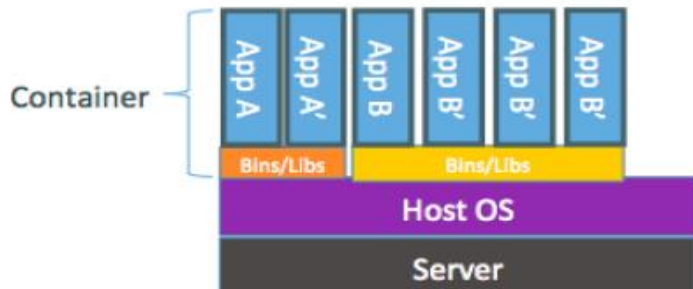 App A
App A'
App B
App B'
App B'
App B'
Container
Bins/Libs
Bins/Libs
Host OS
Server